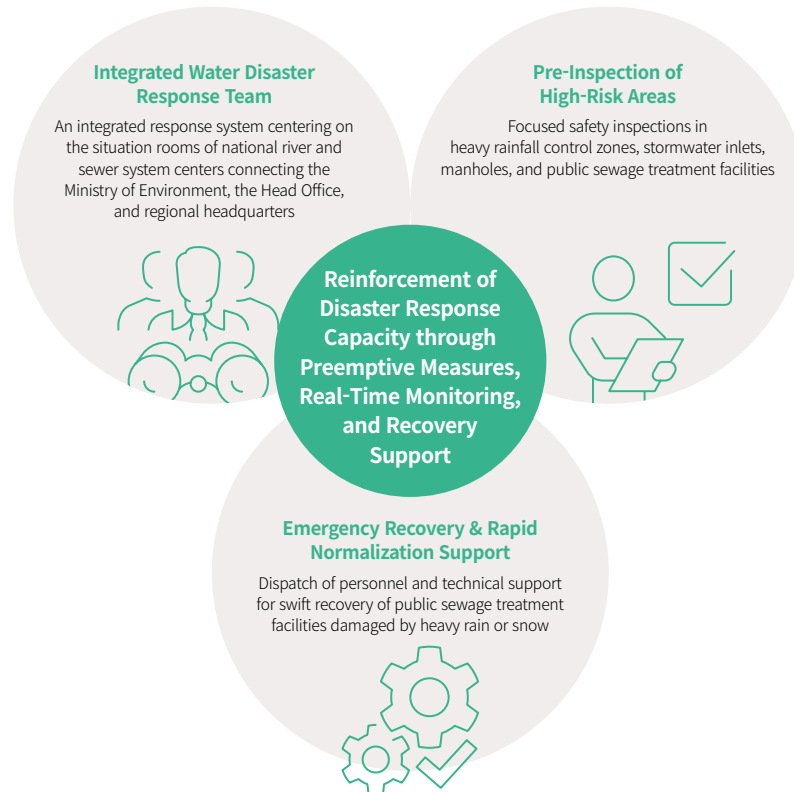 Integrated Water Disaster
Response Team
An integrated response system centering on
the situation rooms of national river and
sewer system centers connecting the
Ministry of Environment, the Head Office,
and regional headquarters
Pre-Inspection of
High-Risk Areas
Focused safety inspections in
heavy rainfall control zones, stormwater inlets,
manholes, and public sewage treatment facilities
Reinforcement of
Disaster Response
Capacity through
Preemptive Measures,
Real-Time Monitoring,
and Recovery
Support
Emergency Recovery & Rapid
Normalization Support
Dispatch of personnel and technical support
for swift recovery of public sewage treatment
facilities damaged by heavy rain or snow